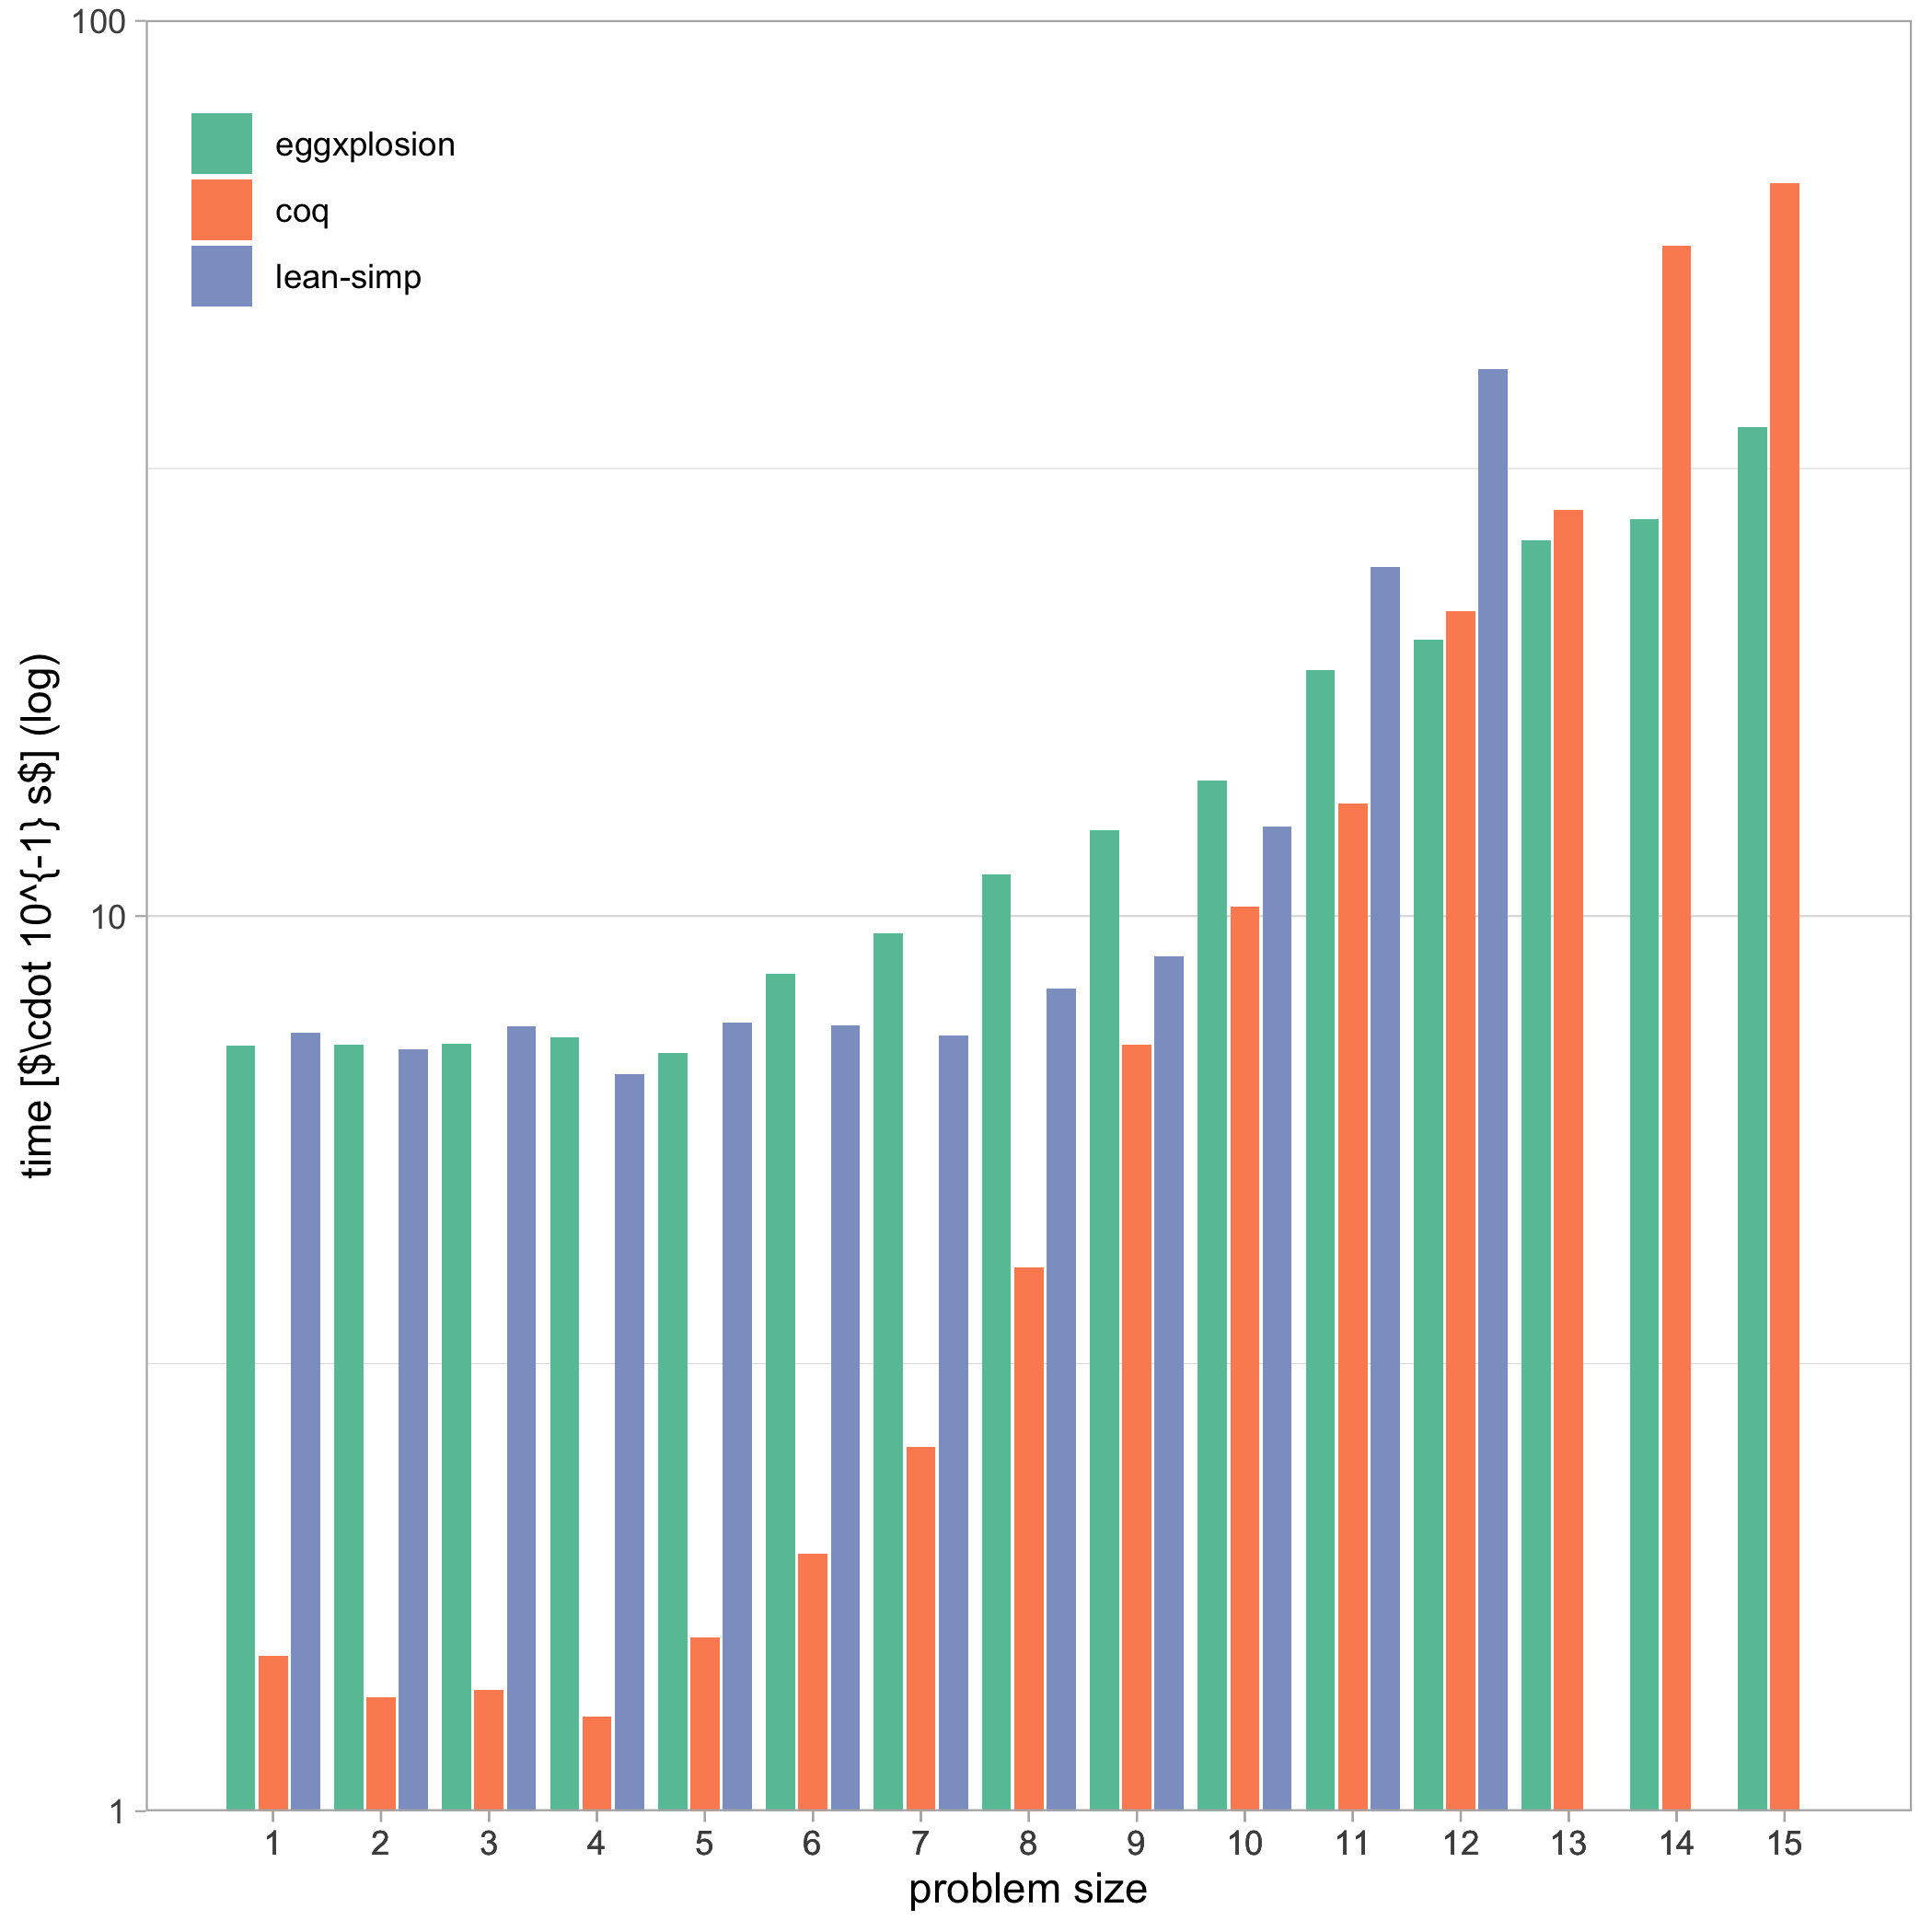 100
10
1
time [$\cdot 10^{-1} s$] (log)
eggxplosion
coq
lean-simp
1 2 3 4 5 6 7 8 9 10 11 12 13 14 15
problem size